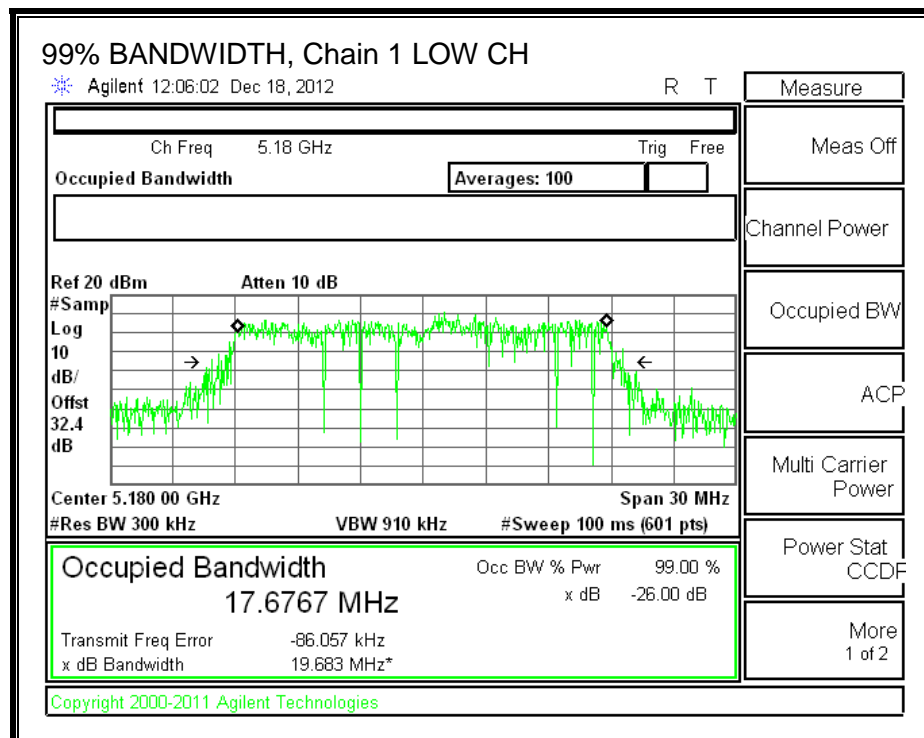 99% BANDWIDTH, Chain 1 LOW CH
Agilent 12:06:02 Dec 18, 2012 R T
Measure
Ch Freq 5.18 GHz Trig Free
Meas Off
Occupied Bandwidth Averages: 100
Channel Power
Ref 20 dBm Atten 10 dB
#Samp
Log
10
dB/
Offst
32.4
dB
Occupied BW
ACP
Multi Carrier
Power
Center 5.180 00 GHz Span 30 MHz
#Res BW 300 kHz VBW 910 kHz #Sweep 100 ms (601 pts)
Power Stat
CCDF
Occupied Bandwidth Occ BW % Pwr 99.00 %
17.6767 MHz x dB -26.00 dB
Transmit Freq Error -86.057 kHz
x dB Bandwidth 19.683 MHz*
More
1 of 2
Copyright 2000-2011 Agilent Technologies